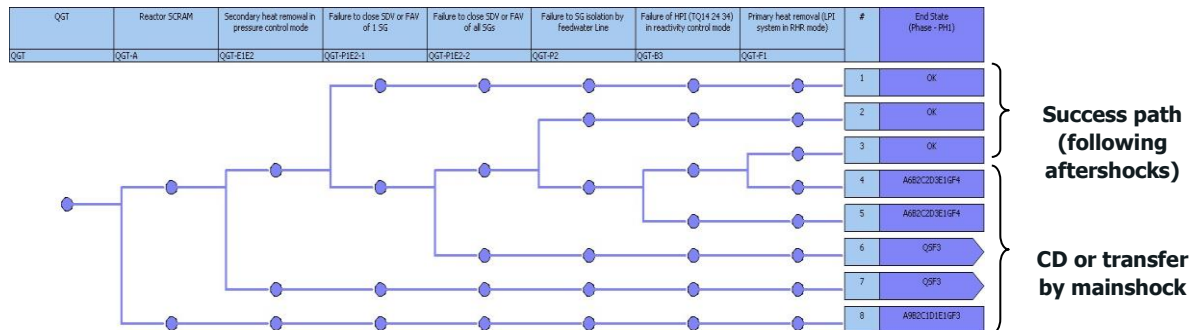 QGT
Reactor SCRAM
Secondary heat removal in
pressure control mode
Failure to close SDV or FAV
of 1 SG
Failure to close SDV or FAV
of all SGs
Failure to SG isolation by
feedwater Line
Failure of HPI (TQ14 24 34)
in reactivity control mode
Primary heat removal (LPI
system in RHR mode)
#
End State
(Phase - PH1)
QGT
QGT-A
QGT-E1E2
QGT-P1E2-1
QGT-P1E2-2
QGT-P2
QGT-B3
QGT-F1
1
OK
2
OK
3
OK
4
A6B2C2D3E1GF4
5
A6B2C2D3E1GF4
6
QSF3
7
QSF3
8
A9B2C1D1E1GF3
Success path
(following
aftershocks)
CD or transfer
by mainshock